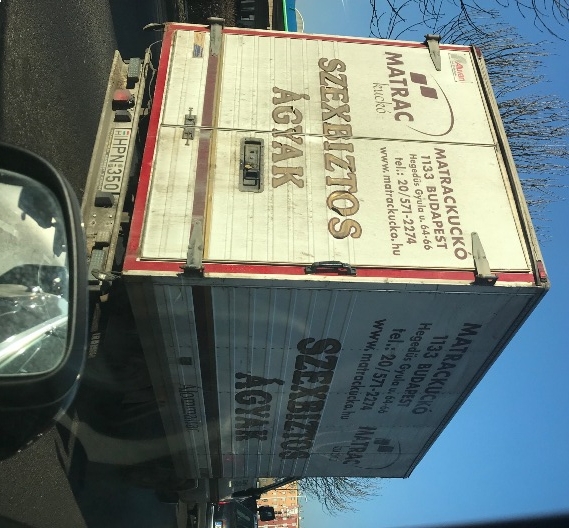 MATRAC
kuckó
MATRACKUCKÓ
1133 BUDAPEST
Hegedűs Gyula u. 64-66
tel.: 20/571-2274
www.matrackucko.hu
SZEXBIZTOS
ÁGYAK
HPN-350
MATRACKUCKÓ
1133 BUDAPEST
Hegedűs Gyula u. 64-66
tel.: 20/571-2274
www.matrackucko.hu
MATRAC
SZEXBIZTOS
ÁGYAK